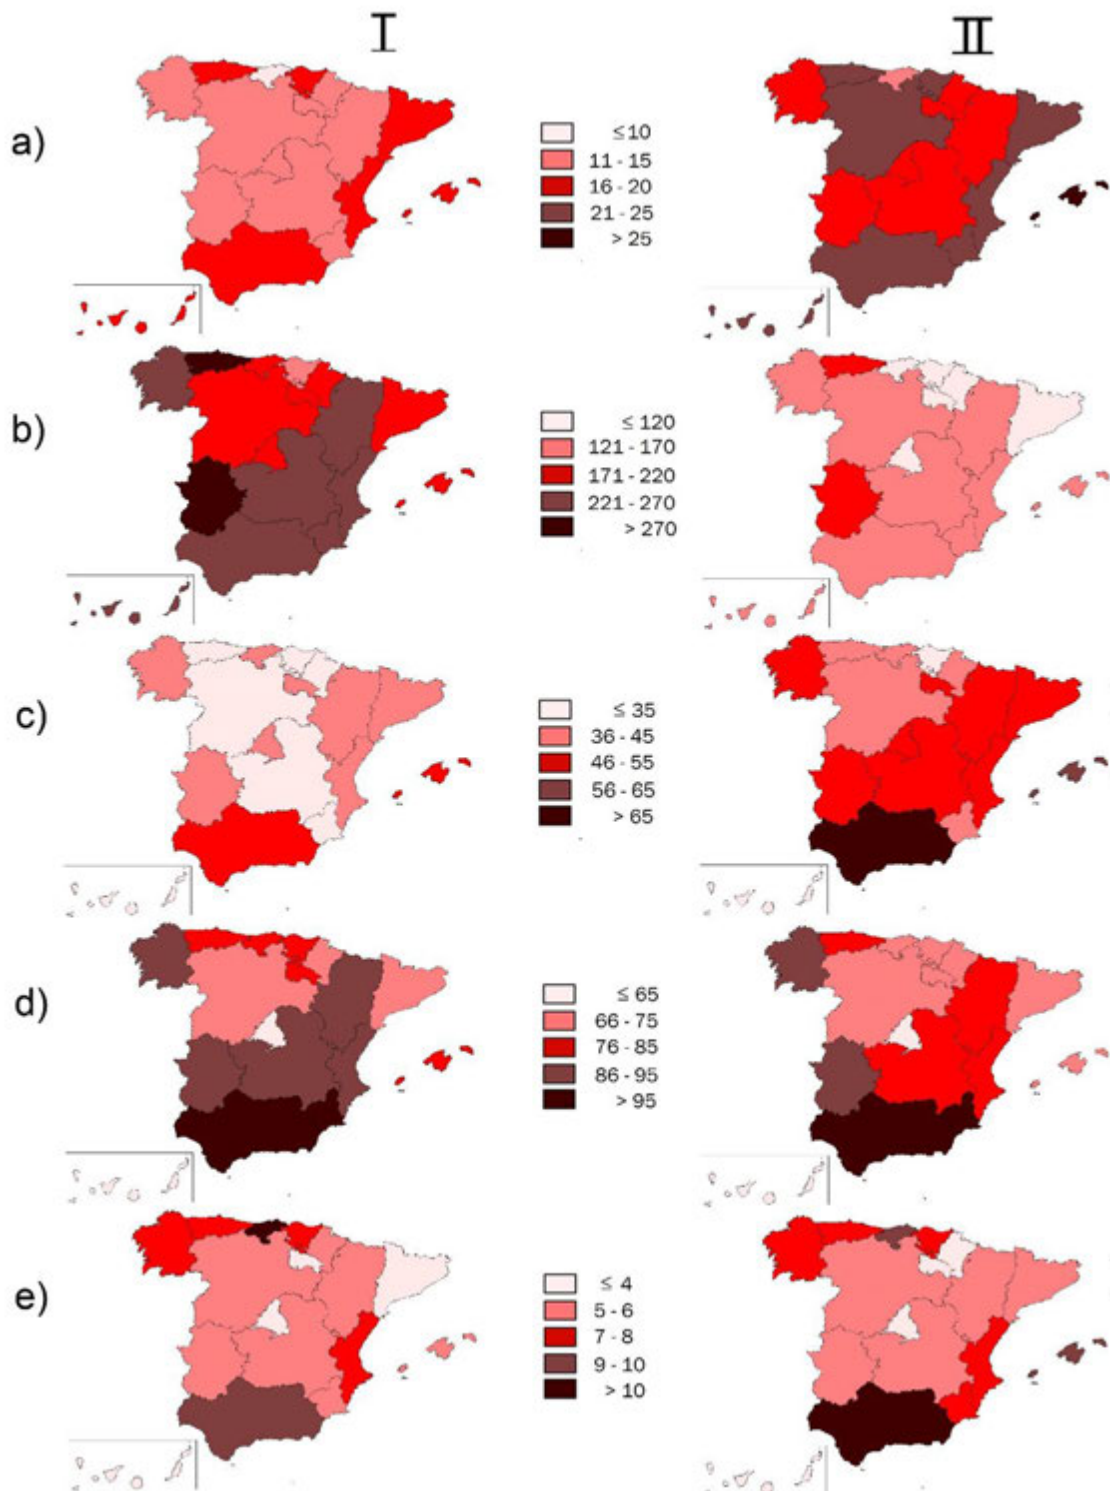 I
II
a)
≤ 10
11 - 15
16 - 20
21 - 25
> 25
b)
≤ 120
121 - 170
171 - 220
221 - 270
> 270
c)
≤ 35
36 - 45
46 - 55
56 - 65
> 65
d)
≤ 65
66 - 75
76 - 85
86 - 95
> 95
e)
≤ 4
5 - 6
7 - 8
9 - 10
> 10